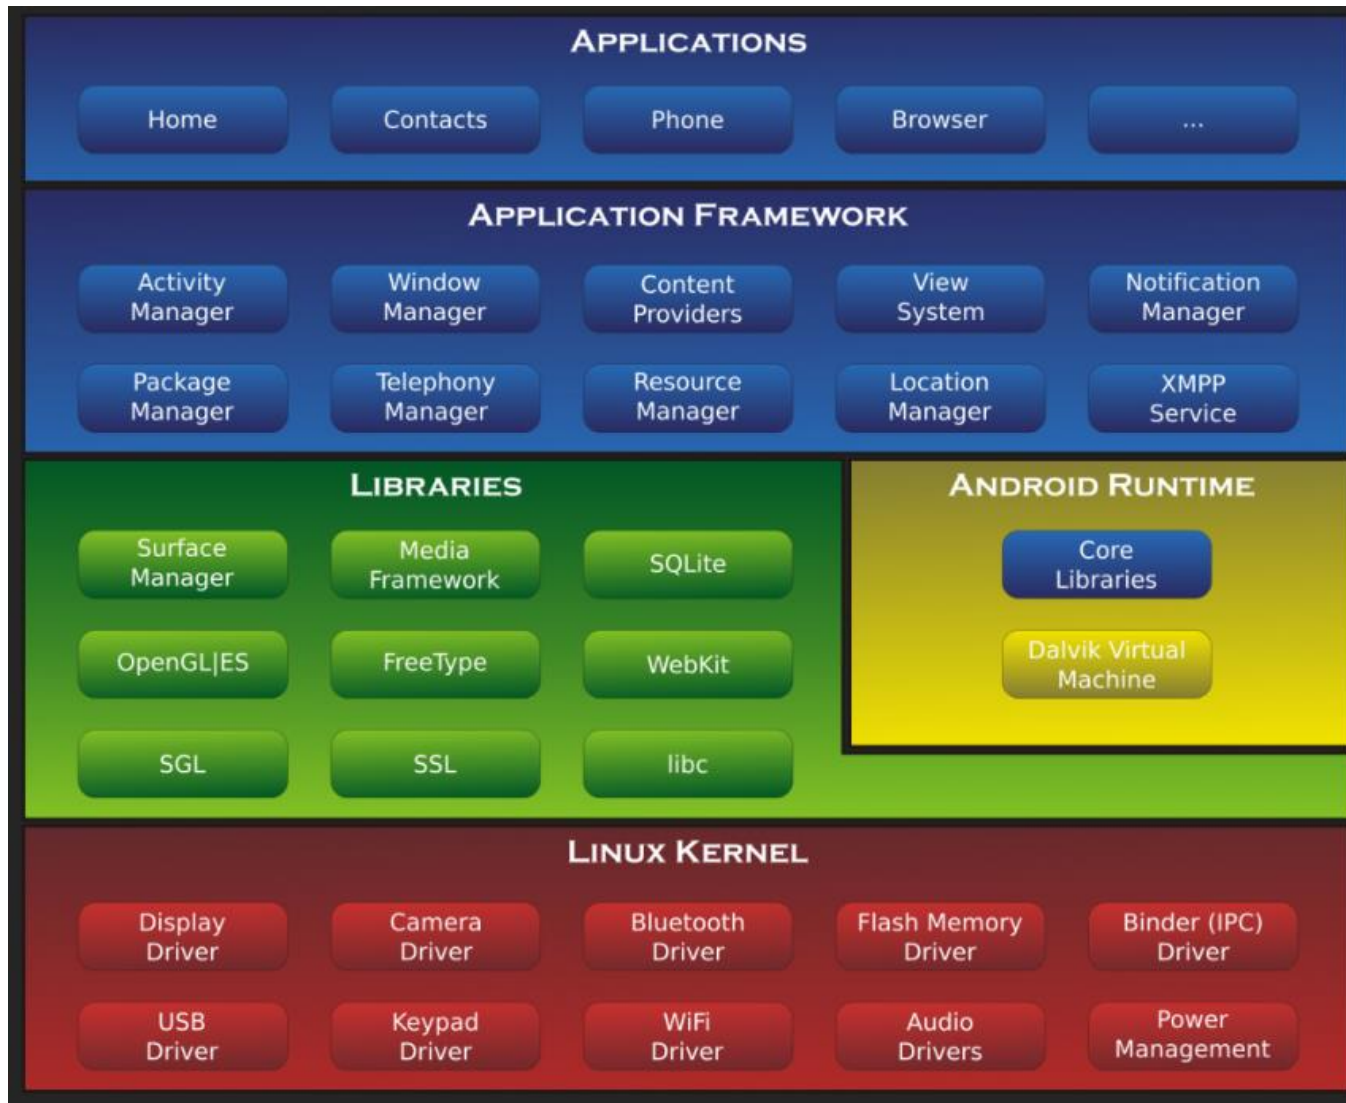 APPLICATIONS
Home
Contacts
Phone
Browser
...
APPLICATION FRAMEWORK
Activity
Manager
Window
Manager
Content
Providers
View
System
Notification
Manager
Package
Manager
Telephony
Manager
Resource
Manager
Location
Manager
XMPP
Service
LIBRARIES
Surface
Manager
Media
Framework
SQLite
OpenGL|ES
FreeType
WebKit
SGL
SSL
libc
ANDROID RUNTIME
Core
Libraries
Dalvik Virtual
Machine
LINUX KERNEL
Display
Driver
Camera
Driver
Bluetooth
Driver
Flash Memory
Driver
Binder (IPC)
Driver
USB
Driver
Keypad
Driver
WiFi
Driver
Audio
Drivers
Power
Management